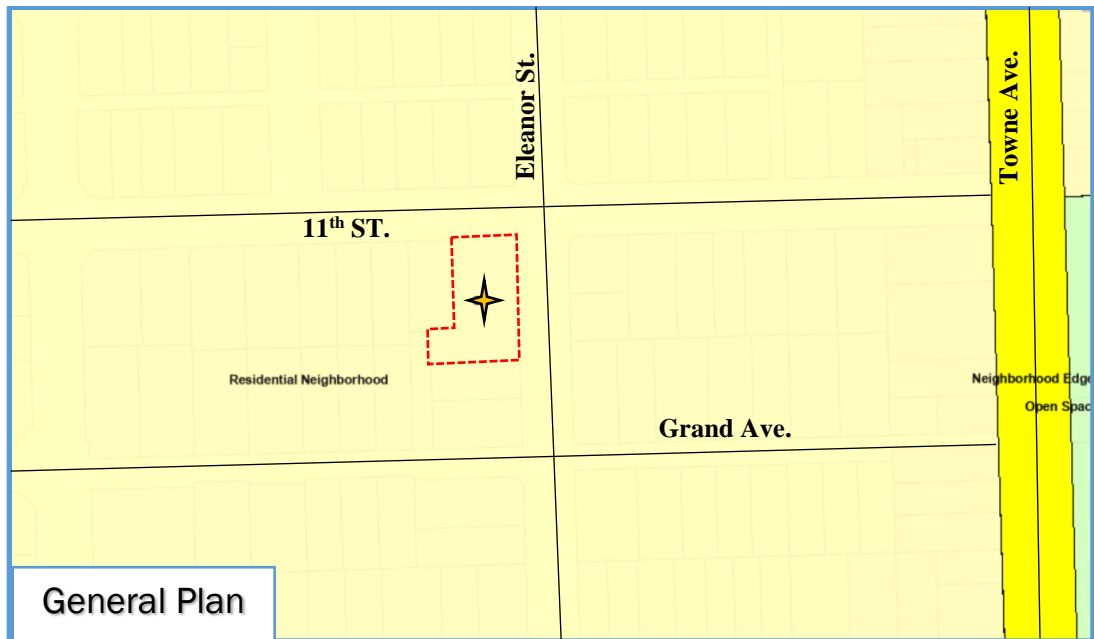 Eleanor St.
Towne Ave.
11th ST.
Residential Neighborhood
Neighborhood Edge
Open Spac
Grand Ave.
General Plan